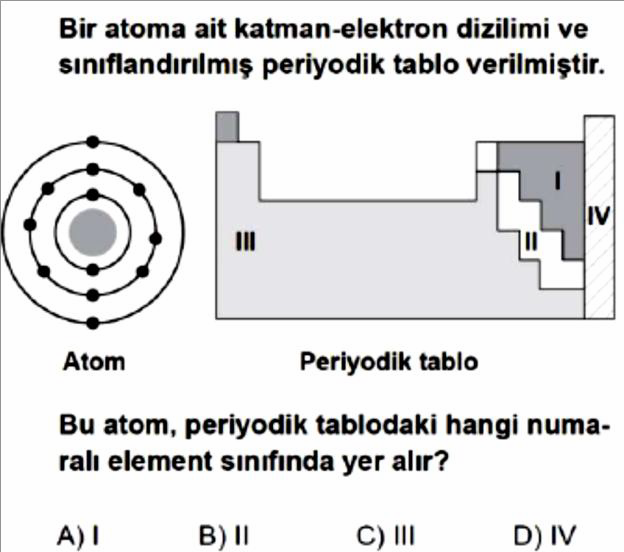 Bir atoma ait katman-elektron dizilimi ve
sınıflandırılmış periyodik tablo verilmiştir.
I
II
III
IV
Atom
Periyodik tablo
Bu atom, periyodik tablodaki hangi numa-
ralı element sınıfında yer alır?
A) I
B) II
C) III
D) IV